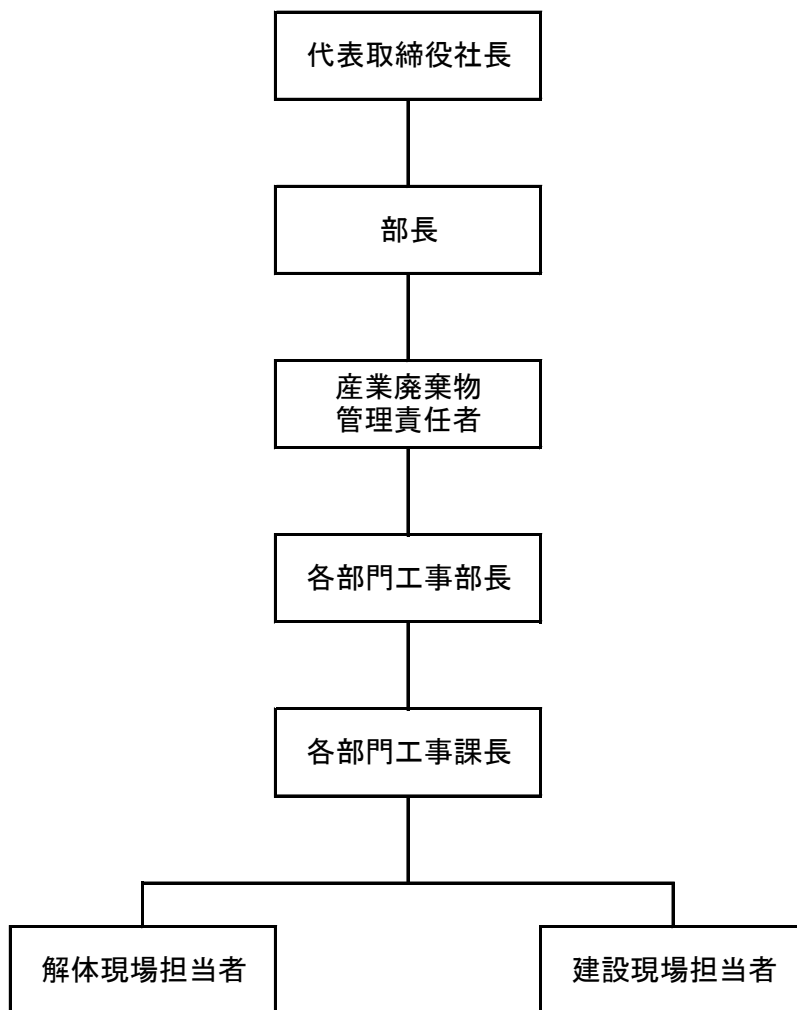 代表取締役社長
部長
産業廃棄物
管理責任者
各部門工事部長
各部門工事課長
解体現場担当者
建設現場担当者